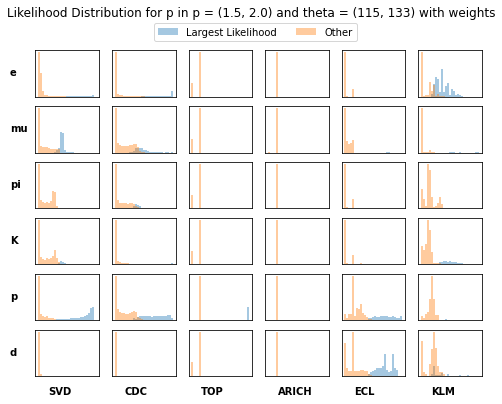 Likelihood Distribution for p in p = (1.5, 2.0) and theta = (115, 133) with weights
Largest Likelihood Other
e
mu
pi
K
p
d
SVD CDC TOP ARICH ECL KLM